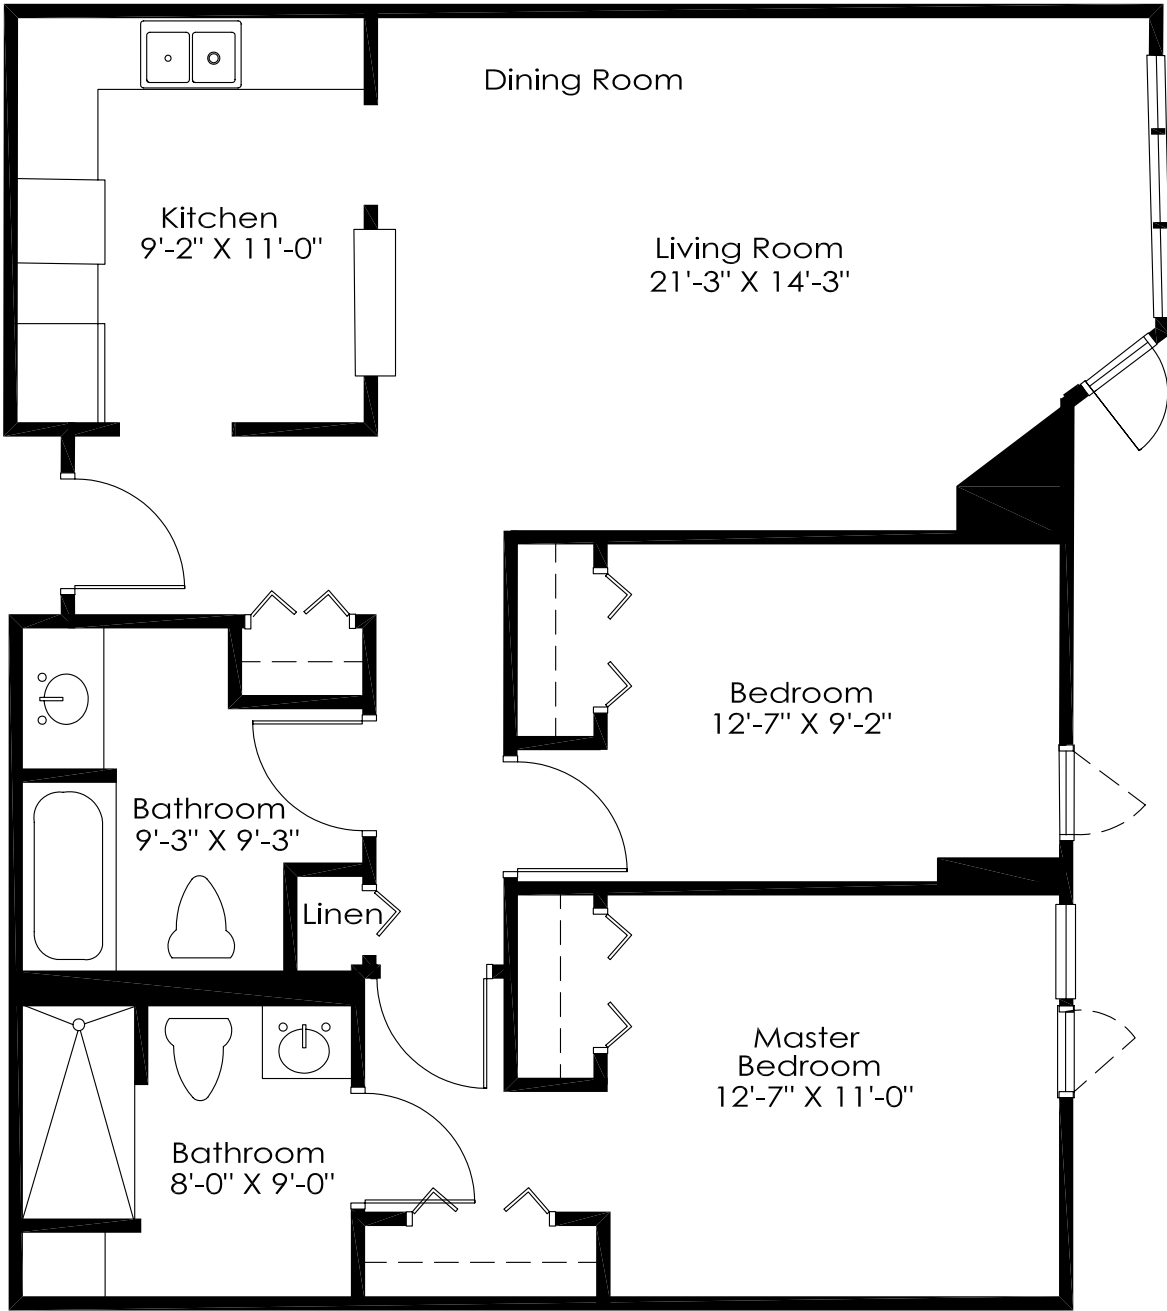 Dining Room
Kitchen
9'-2" X 11'-0"
Living Room
21'-3" X 14'-3"
Bedroom
12'-7" X 9'-2"
Bathroom
9'-3" X 9'-3"
Linen
Master
Bedroom
12'-7" X 11'-0"
Bathroom
8'-0" X 9'-0"